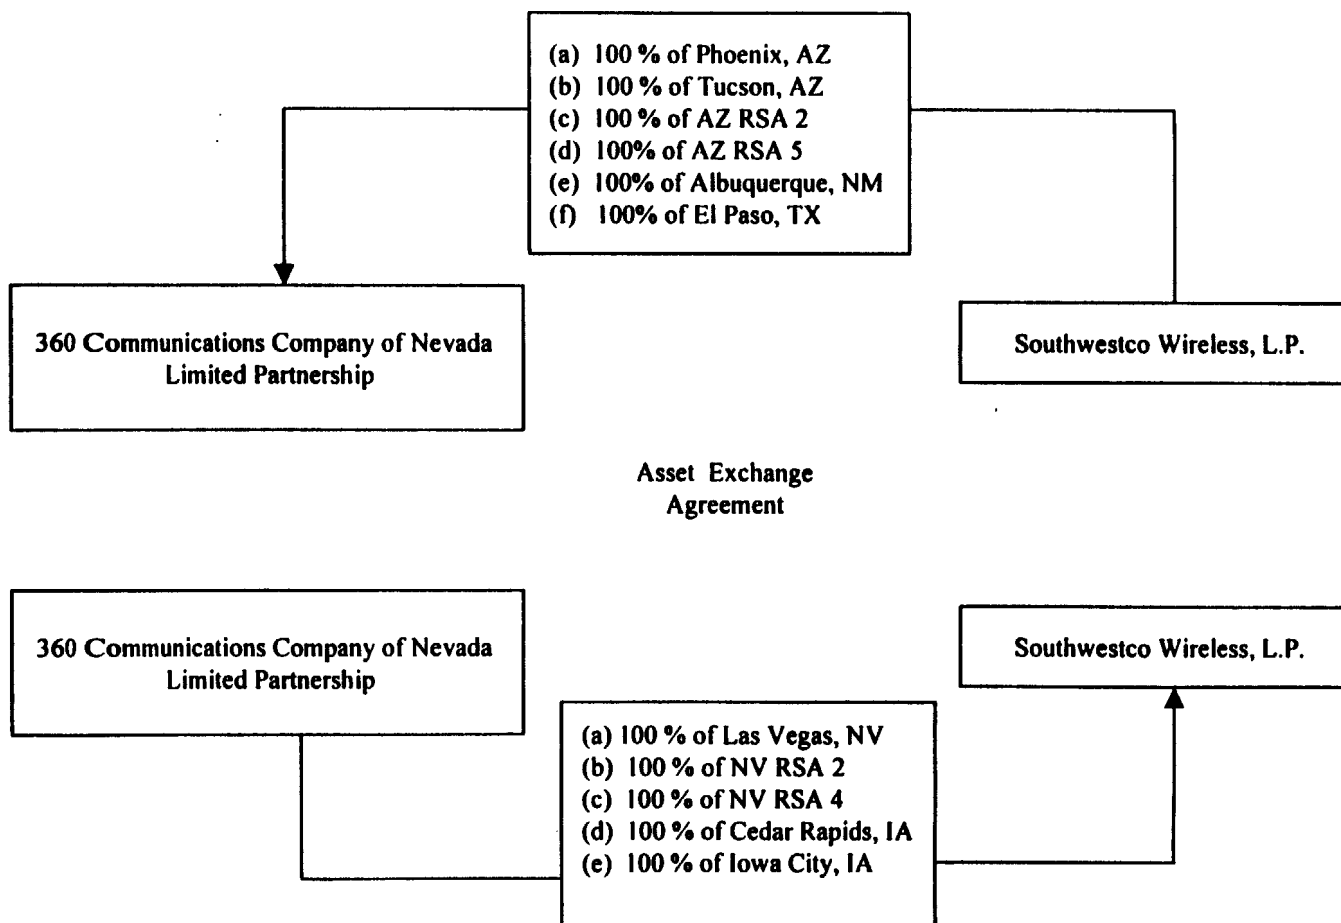 (a) 100 % of Phoenix, AZ
(b) 100 % of Tucson, AZ
(c) 100 % of AZ RSA 2
(d) 100% of AZ RSA 5
(e) 100% of Albuquerque, NM
(f) 100% of El Paso, TX
360 Communications Company of Nevada
Limited Partnership
Southwestco Wireless, L.P.
Asset Exchange
Agreement
360 Communications Company of Nevada
Limited Partnership
Southwestco Wireless, L.P.
(a) 100 % of Las Vegas, NV
(b) 100 % of NV RSA 2
(c) 100 % of NV RSA 4
(d) 100 % of Cedar Rapids, IA
(e) 100 % of Iowa City, IA